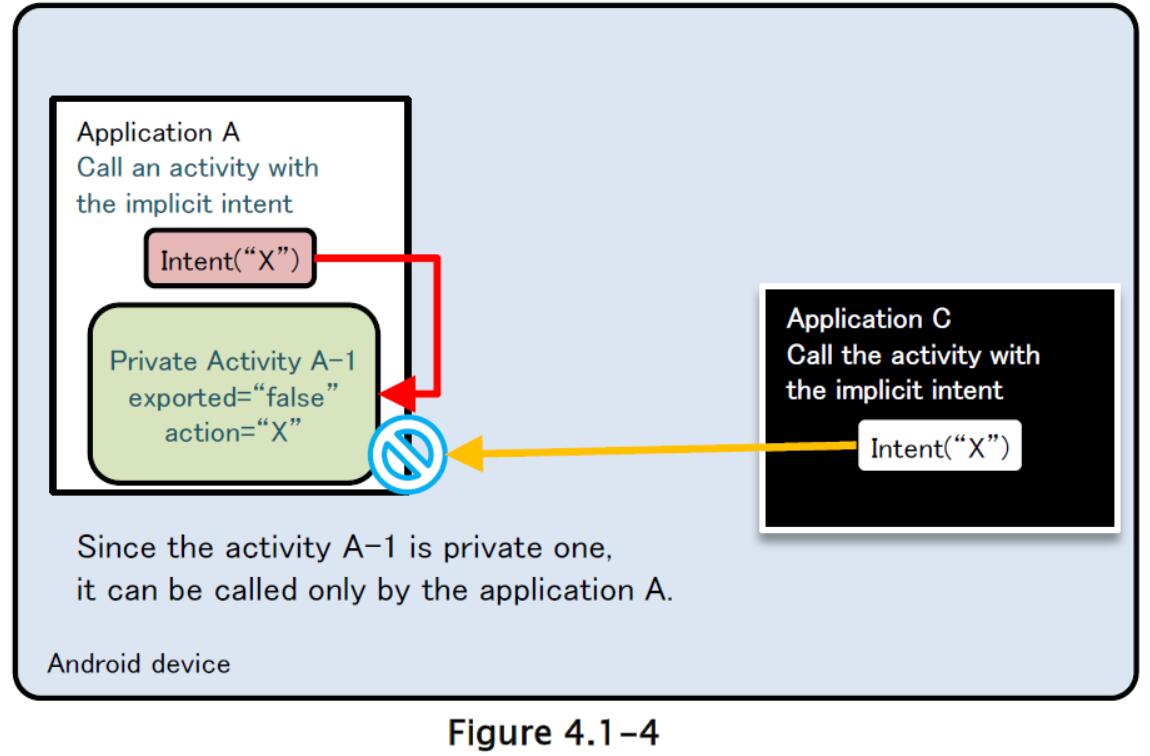 Application A
Call an activity with
the implicit intent
Intent(“X”)
Private Activity A-1
exported=“false”
action=“X”
Application C
Call the activity with
the implicit intent
Intent(“X”)
Since the activity A-1 is private one,
it can be called only by the application A.
Android device
Figure 4.1-4